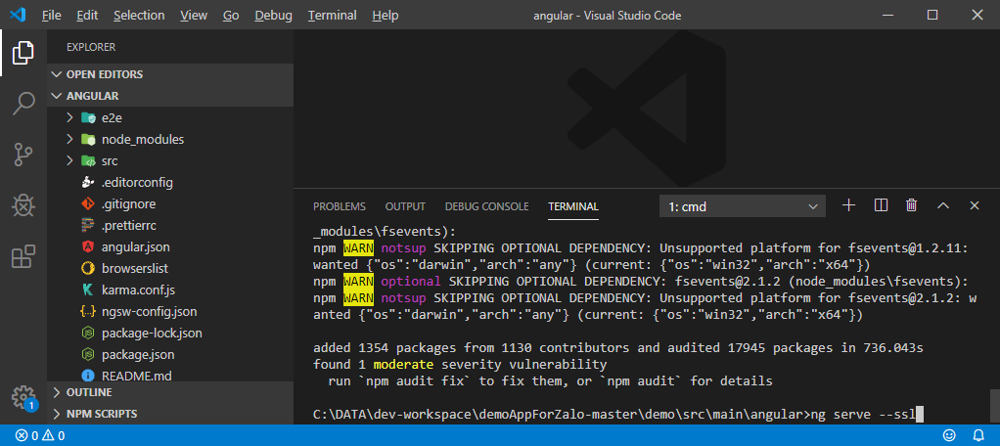 File Edit Selection View Go Debug Terminal Help angular - Visual Studio Code
EXPLORER
OPEN EDITORS
ANGULAR
e2e
node_modules
src
.editorconfig
.gitignore
.prettierrc
angular.json
browserslist
karma.conf.js
ngsw-config.json
package-lock.json
package.json
README.md
OUTLINE
NPM SCRIPTS
1
PROBLEMS OUTPUT DEBUG CONSOLE TERMINAL 1: cmd
_modules\fsevents):
npm WARN notsup SKIPPING OPTIONAL DEPENDENCY: Unsupported platform for fsevents@1.2.11:
wanted {"os":"darwin","arch":"any"} (current: {"os":"win32","arch":"x64"})
npm WARN optional SKIPPING OPTIONAL DEPENDENCY: fsevents@2.1.2 (node_modules\fsevents):
npm WARN notsup SKIPPING OPTIONAL DEPENDENCY: Unsupported platform for fsevents@2.1.2: w
anted {"os":"darwin","arch":"any"} (current: {"os":"win32","arch":"x64"})
added 1354 packages from 1130 contributors and audited 17945 packages in 736.043s
found 1 moderate severity vulnerability
run `npm audit fix` to fix them, or `npm audit` for details
C:\DATA\dev-workspace\demoAppForZalo-master\demo\src\main\angular>ng serve --ssl
0 0